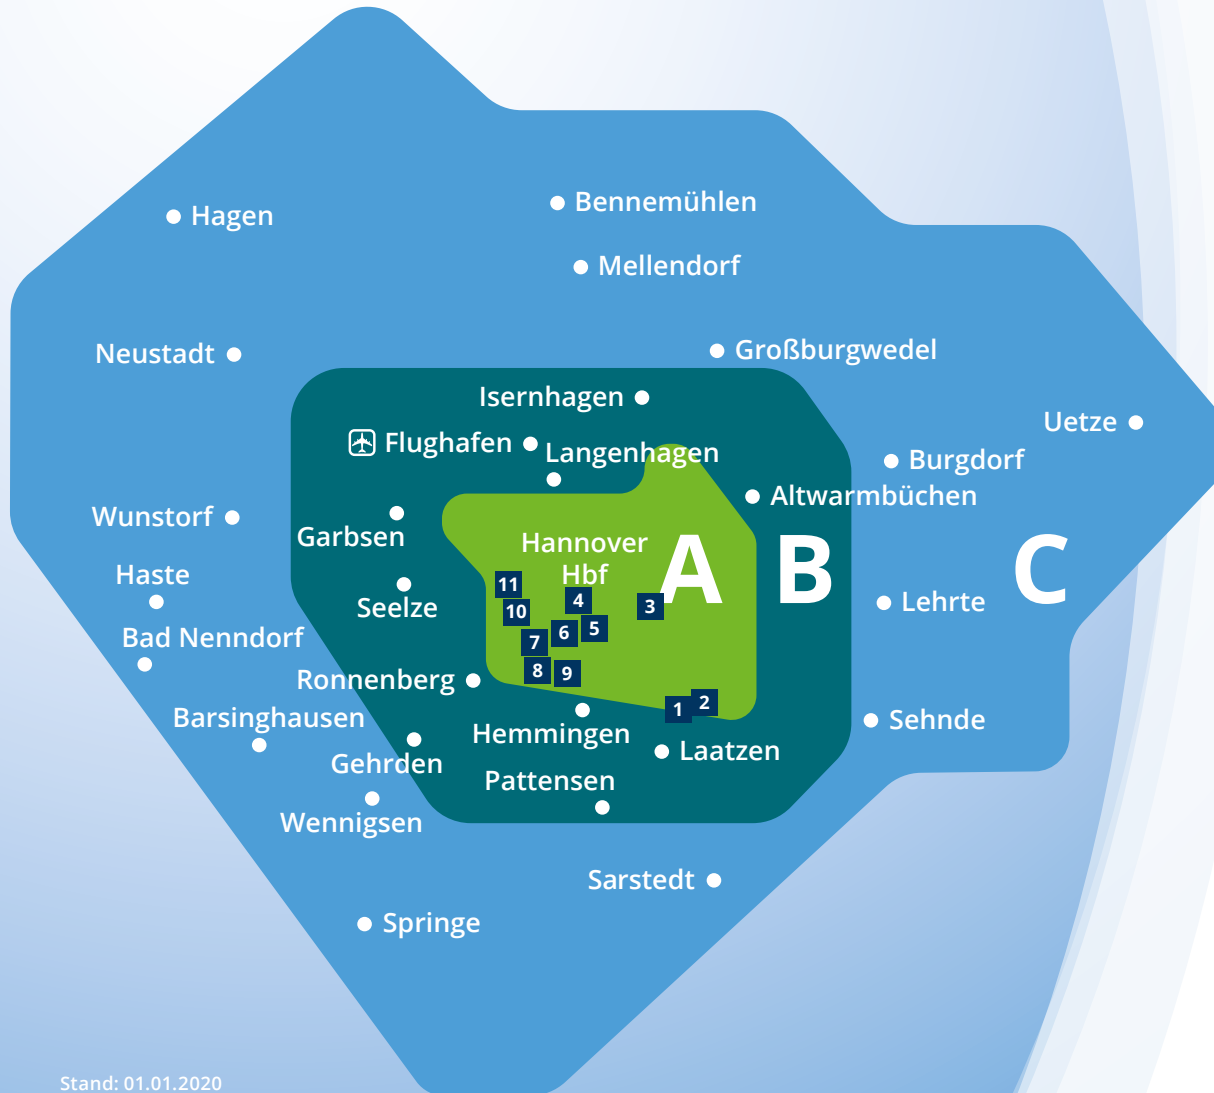 Bennemühlen
Hagen
Mellendorf
Großburgwedel
Neustadt
Isernhagen
Uetze
Flughafen
Langenhagen
Burgdorf
Altwarmbüchen
Wunstorf
Garbsen
Hannover
Hbf
A
B
C
Haste
11
4
3
10
Seelze
Lehrte
5
6
7
Bad Nenndorf
8
9
Ronnenberg
1
2
Barsinghausen
Sehnde
Hemmingen
Laatzen
Gehrden
Pattensen
Wennigsen
Sarstedt
Springe
Stand: 01.01.2020